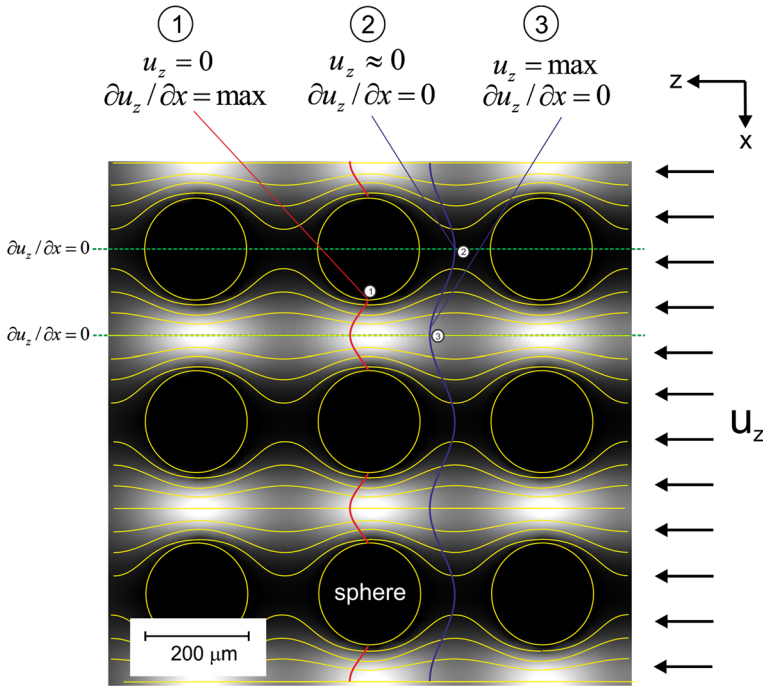 1 2 3
u_z = 0 u_z ≈ 0 u_z = max
∂u_z / ∂x = max ∂u_z / ∂x = 0 ∂u_z / ∂x = 0
z
x
∂u_z / ∂x = 0
2
1
∂u_z / ∂x = 0
3
u_z
sphere
200 μm